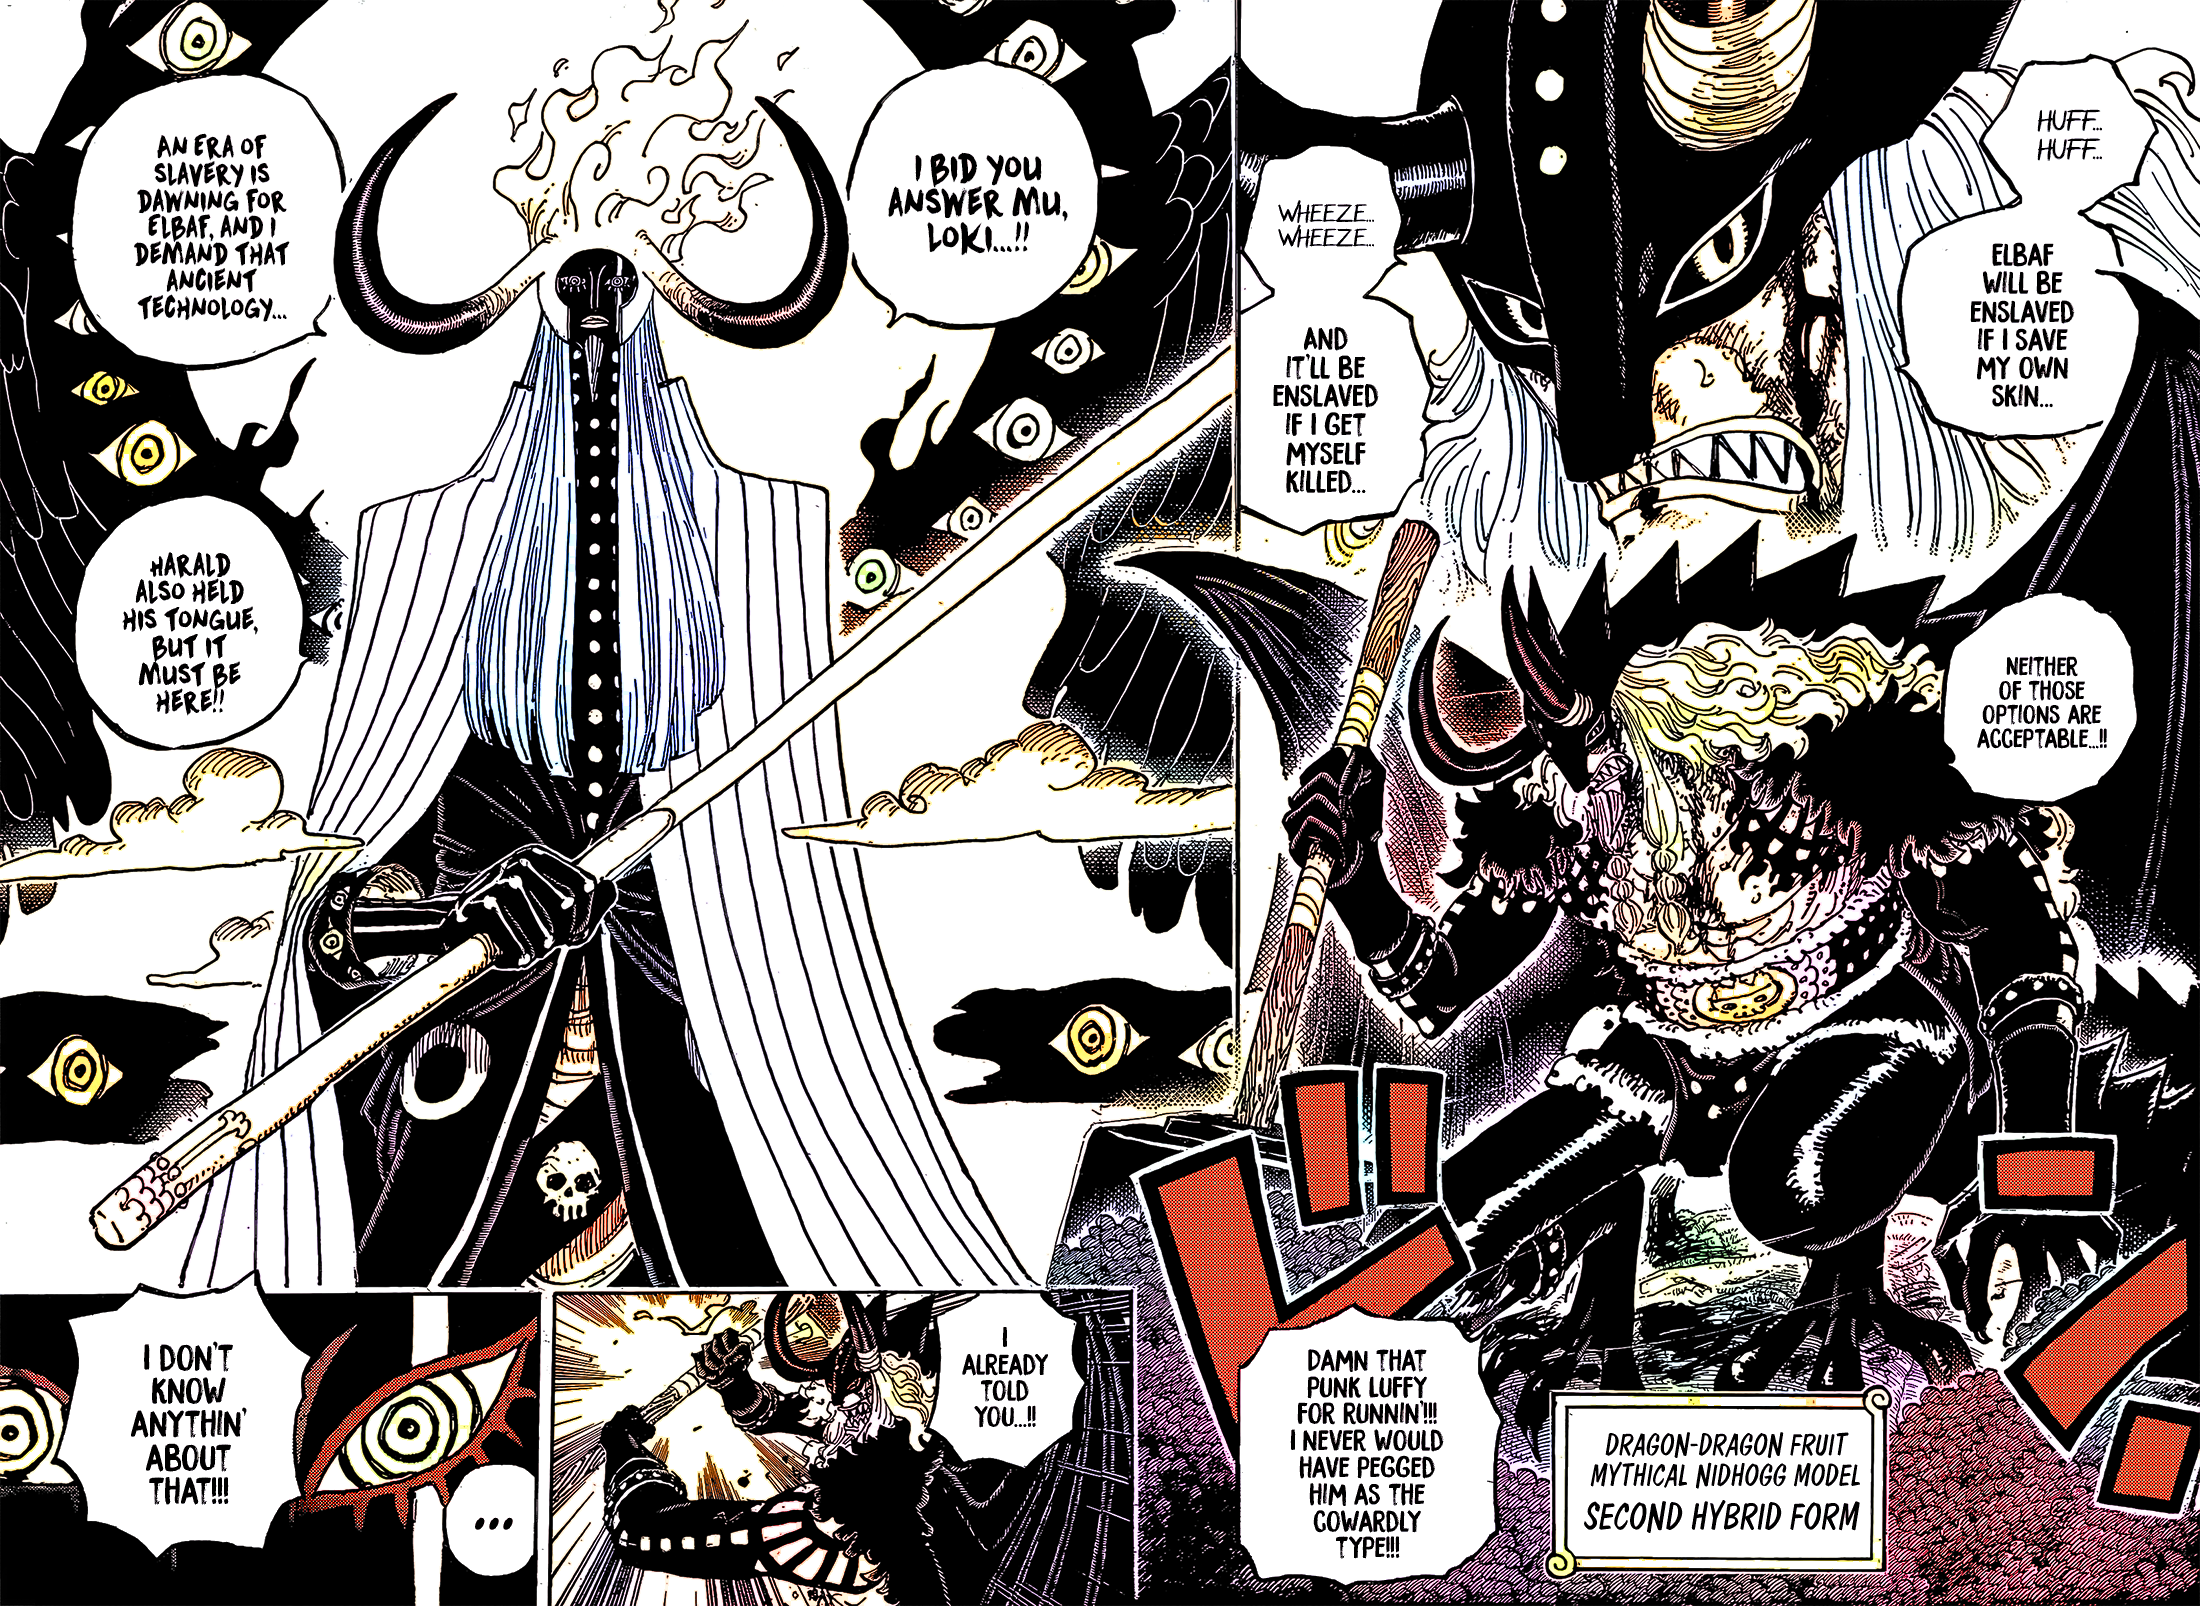 HUFF...
HUFF...
ELBAF
WILL BE
ENSLAVED
IF I SAVE
MY OWN
SKIN...
WHEEZE...
WHEEZE...
AND
IT'LL BE
ENSLAVED
IF I GET
MYSELF
KILLED...
NEITHER
OF THOSE
OPTIONS ARE
ACCEPTABLE...!!
ドドン
DAMN THAT
PUNK LUFFY
FOR RUNNIN'!!!
I NEVER WOULD
HAVE PEGGED
HIM AS THE
COWARDLY
TYPE!!!
DRAGON-DRAGON FRUIT
MYTHICAL NIDHOGG MODEL
SECOND HYBRID FORM
I BID YOU
ANSWER MU,
LOKI...!!
AN ERA OF
SLAVERY IS
DAWNING FOR
ELBAF, AND I
DEMAND THAT
ANCIENT
TECHNOLOGY...
HARALD
ALSO HELD
HIS TONGUE,
BUT IT
MUST BE
HERE!!
I
ALREADY
TOLD
YOU...!!
I DON'T
KNOW
ANYTHIN'
ABOUT
THAT!!!
...